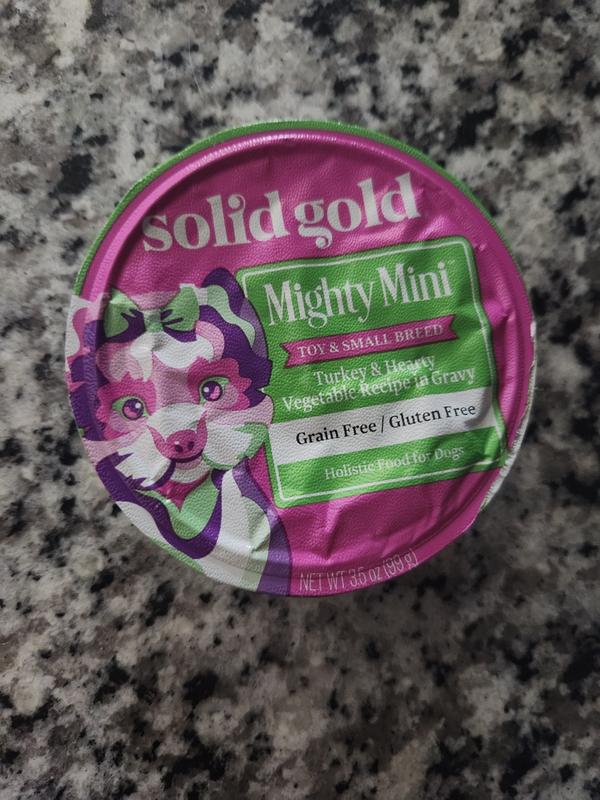 solid gold
Mighty Mini™
TOY & SMALL BREED
Turkey & Hearty
Vegetable Recipe in Gravy
Grain Free / Gluten Free
Holistic Food for Dogs
NET WT 3.5 oz (99 g)